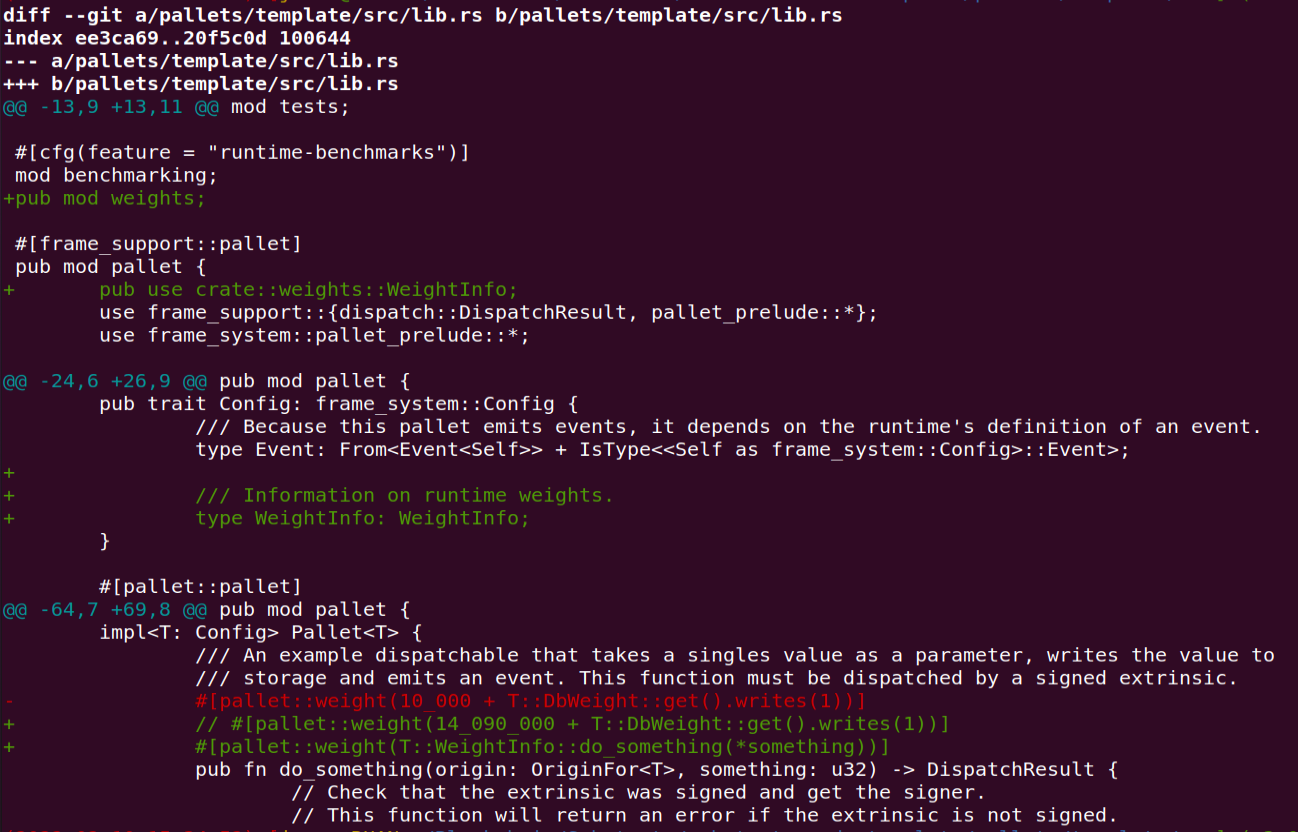 diff --git a/pallets/template/src/lib.rs b/pallets/template/src/lib.rs
index ee3ca69..20f5c0d 100644
--- a/pallets/template/src/lib.rs
+++ b/pallets/template/src/lib.rs
@@ -13,9 +13,11 @@ mod tests;
 #[cfg(feature = "runtime-benchmarks")]
 mod benchmarking;
+pub mod weights;
 #[frame_support::pallet]
 pub mod pallet {
+       pub use crate::weights::WeightInfo;
        use frame_support::{dispatch::DispatchResult, pallet_prelude::*};
        use frame_system::pallet_prelude::*;
@@ -24,6 +26,9 @@ pub mod pallet {
        pub trait Config: frame_system::Config {
                /// Because this pallet emits events, it depends on the runtime's definition of an event.
                type Event: From<Event<Self>> + IsType<<Self as frame_system::Config>::Event>;
+
+               /// Information on runtime weights.
+               type WeightInfo: WeightInfo;
        }
        #[pallet::pallet]
@@ -64,7 +69,8 @@ pub mod pallet {
        impl<T: Config> Pallet<T> {
                /// An example dispatchable that takes a singles value as a parameter, writes the value to
                /// storage and emits an event. This function must be dispatched by a signed extrinsic.
-               #[pallet::weight(10_000 + T::DbWeight::get().writes(1))]
+               // #[pallet::weight(14_090_000 + T::DbWeight::get().writes(1))]
+               #[pallet::weight(T::WeightInfo::do_something(*something))]
                pub fn do_something(origin: OriginFor<T>, something: u32) -> DispatchResult {
                        // Check that the extrinsic was signed and get the signer.
                        // This function will return an error if the extrinsic is not signed.